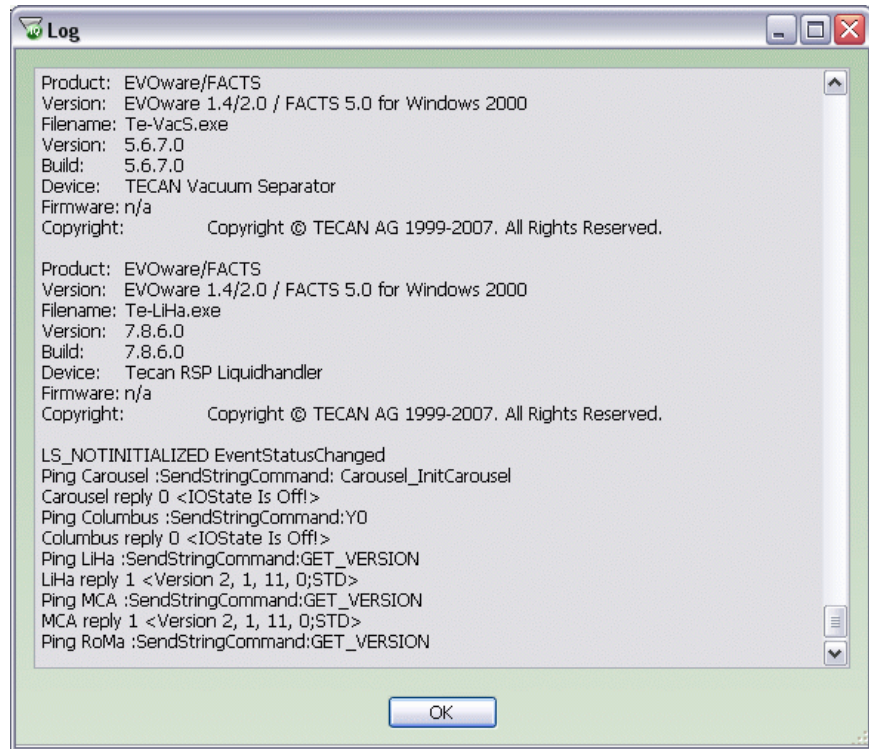 Log
Product: EVOware/FACTS
Version: EVOware 1.4/2.0 / FACTS 5.0 for Windows 2000
Filename: Te-VacS.exe
Version: 5.6.7.0
Build: 5.6.7.0
Device: TECAN Vacuum Separator
Firmware: n/a
Copyright: Copyright © TECAN AG 1999-2007. All Rights Reserved.
Product: EVOware/FACTS
Version: EVOware 1.4/2.0 / FACTS 5.0 for Windows 2000
Filename: Te-LiHa.exe
Version: 7.8.6.0
Build: 7.8.6.0
Device: Tecan RSP Liquidhandler
Firmware: n/a
Copyright: Copyright © TECAN AG 1999-2007. All Rights Reserved.
LS_NOTINITIALIZED EventStatusChanged
Ping Carousel :SendStringCommand: Carousel_InitCarousel
Carousel reply 0 <IOState Is Off!>
Ping Columbus :SendStringCommand:Y0
Columbus reply 0 <IOState Is Off!>
Ping LiHa :SendStringCommand:GET_VERSION
LiHa reply 1 <Version 2, 1, 11, 0;STD>
Ping MCA :SendStringCommand:GET_VERSION
MCA reply 1 <Version 2, 1, 11, 0;STD>
Ping RoMa :SendStringCommand:GET_VERSION
OK